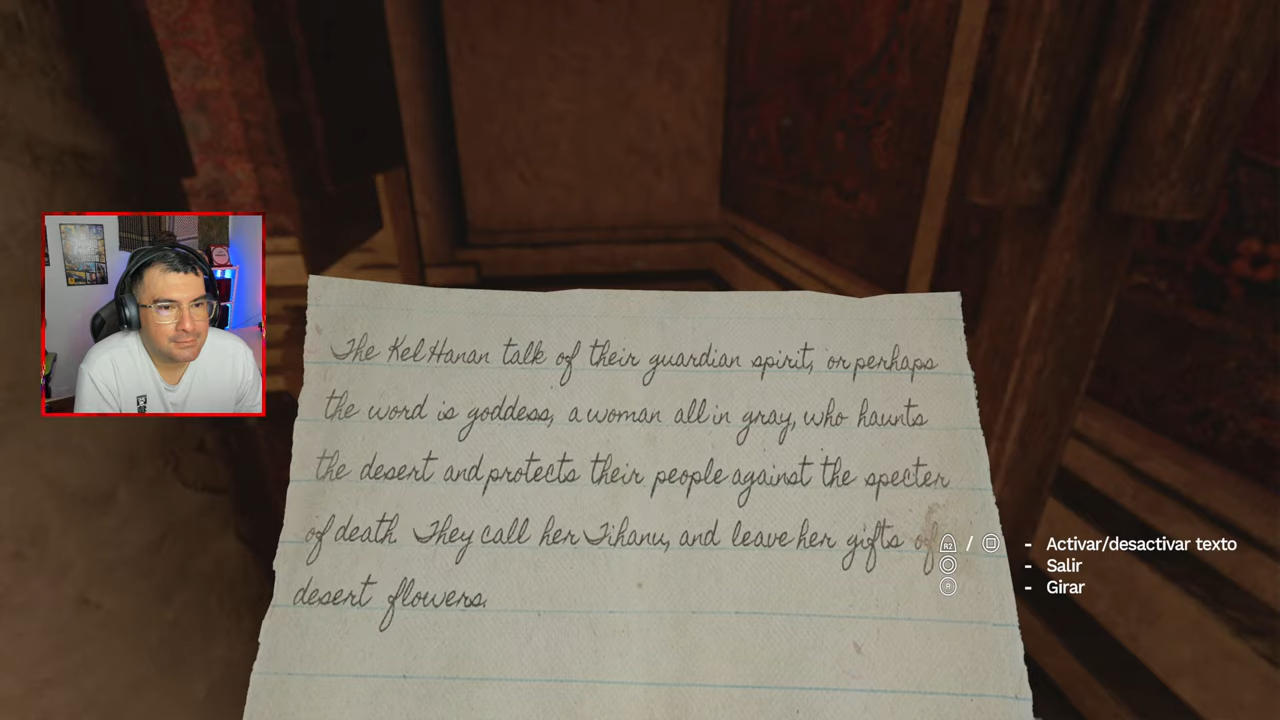 The Kel Hanan talk of their guardian spirit, or perhaps
the word is goddess, a woman all in gray, who haunts
the desert and protects their people against the specter
of death. They call her Tihanu, and leave her gifts of
desert flowers.
R2 / - Activar/desactivar texto
- Salir
R - Girar